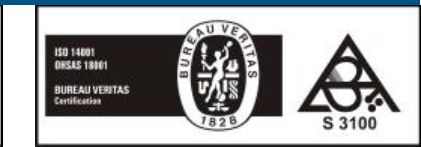 ISO 14001
OHSAS 18001
BUREAU VERITAS
Certification
BUREAU VERITAS
1828
S 3100